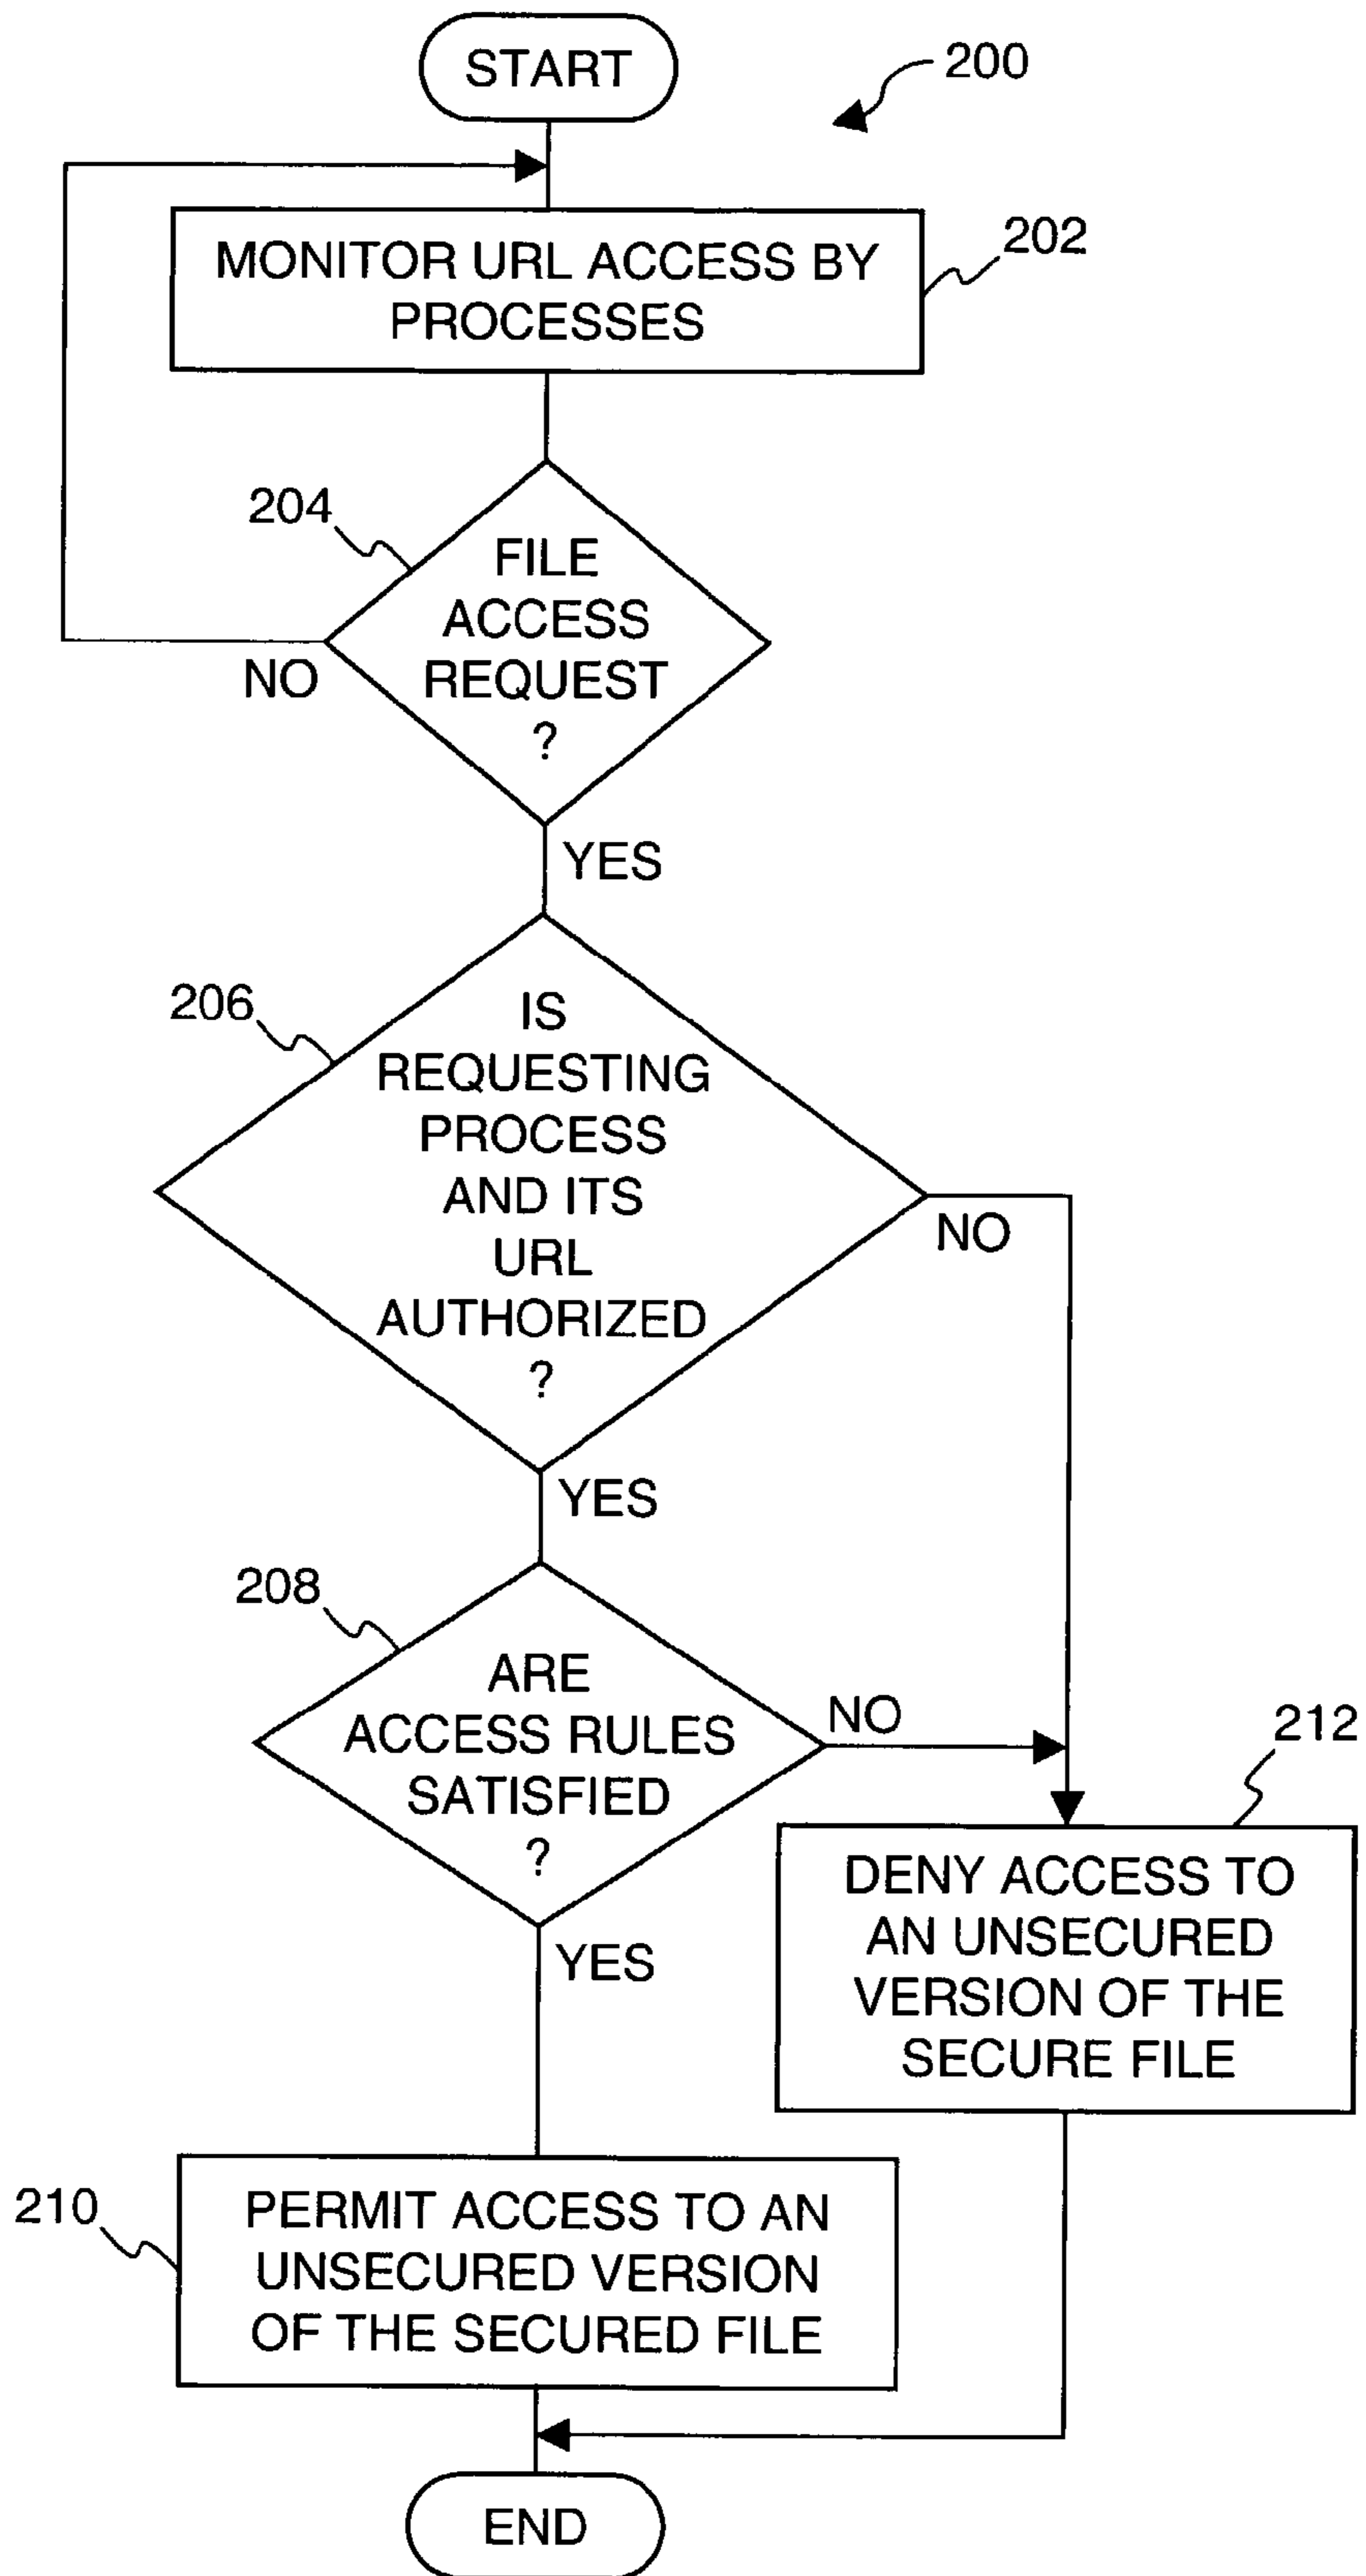 START
200
MONITOR URL ACCESS BY
PROCESSES
202
204
FILE
ACCESS
REQUEST
?
NO
YES
206
IS
REQUESTING
PROCESS
AND ITS
URL
AUTHORIZED
?
NO
YES
208
ARE
ACCESS RULES
SATISFIED
?
NO
YES
212
DENY ACCESS TO
AN UNSECURED
VERSION OF THE
SECURE FILE
210
PERMIT ACCESS TO AN
UNSECURED VERSION
OF THE SECURED FILE
END